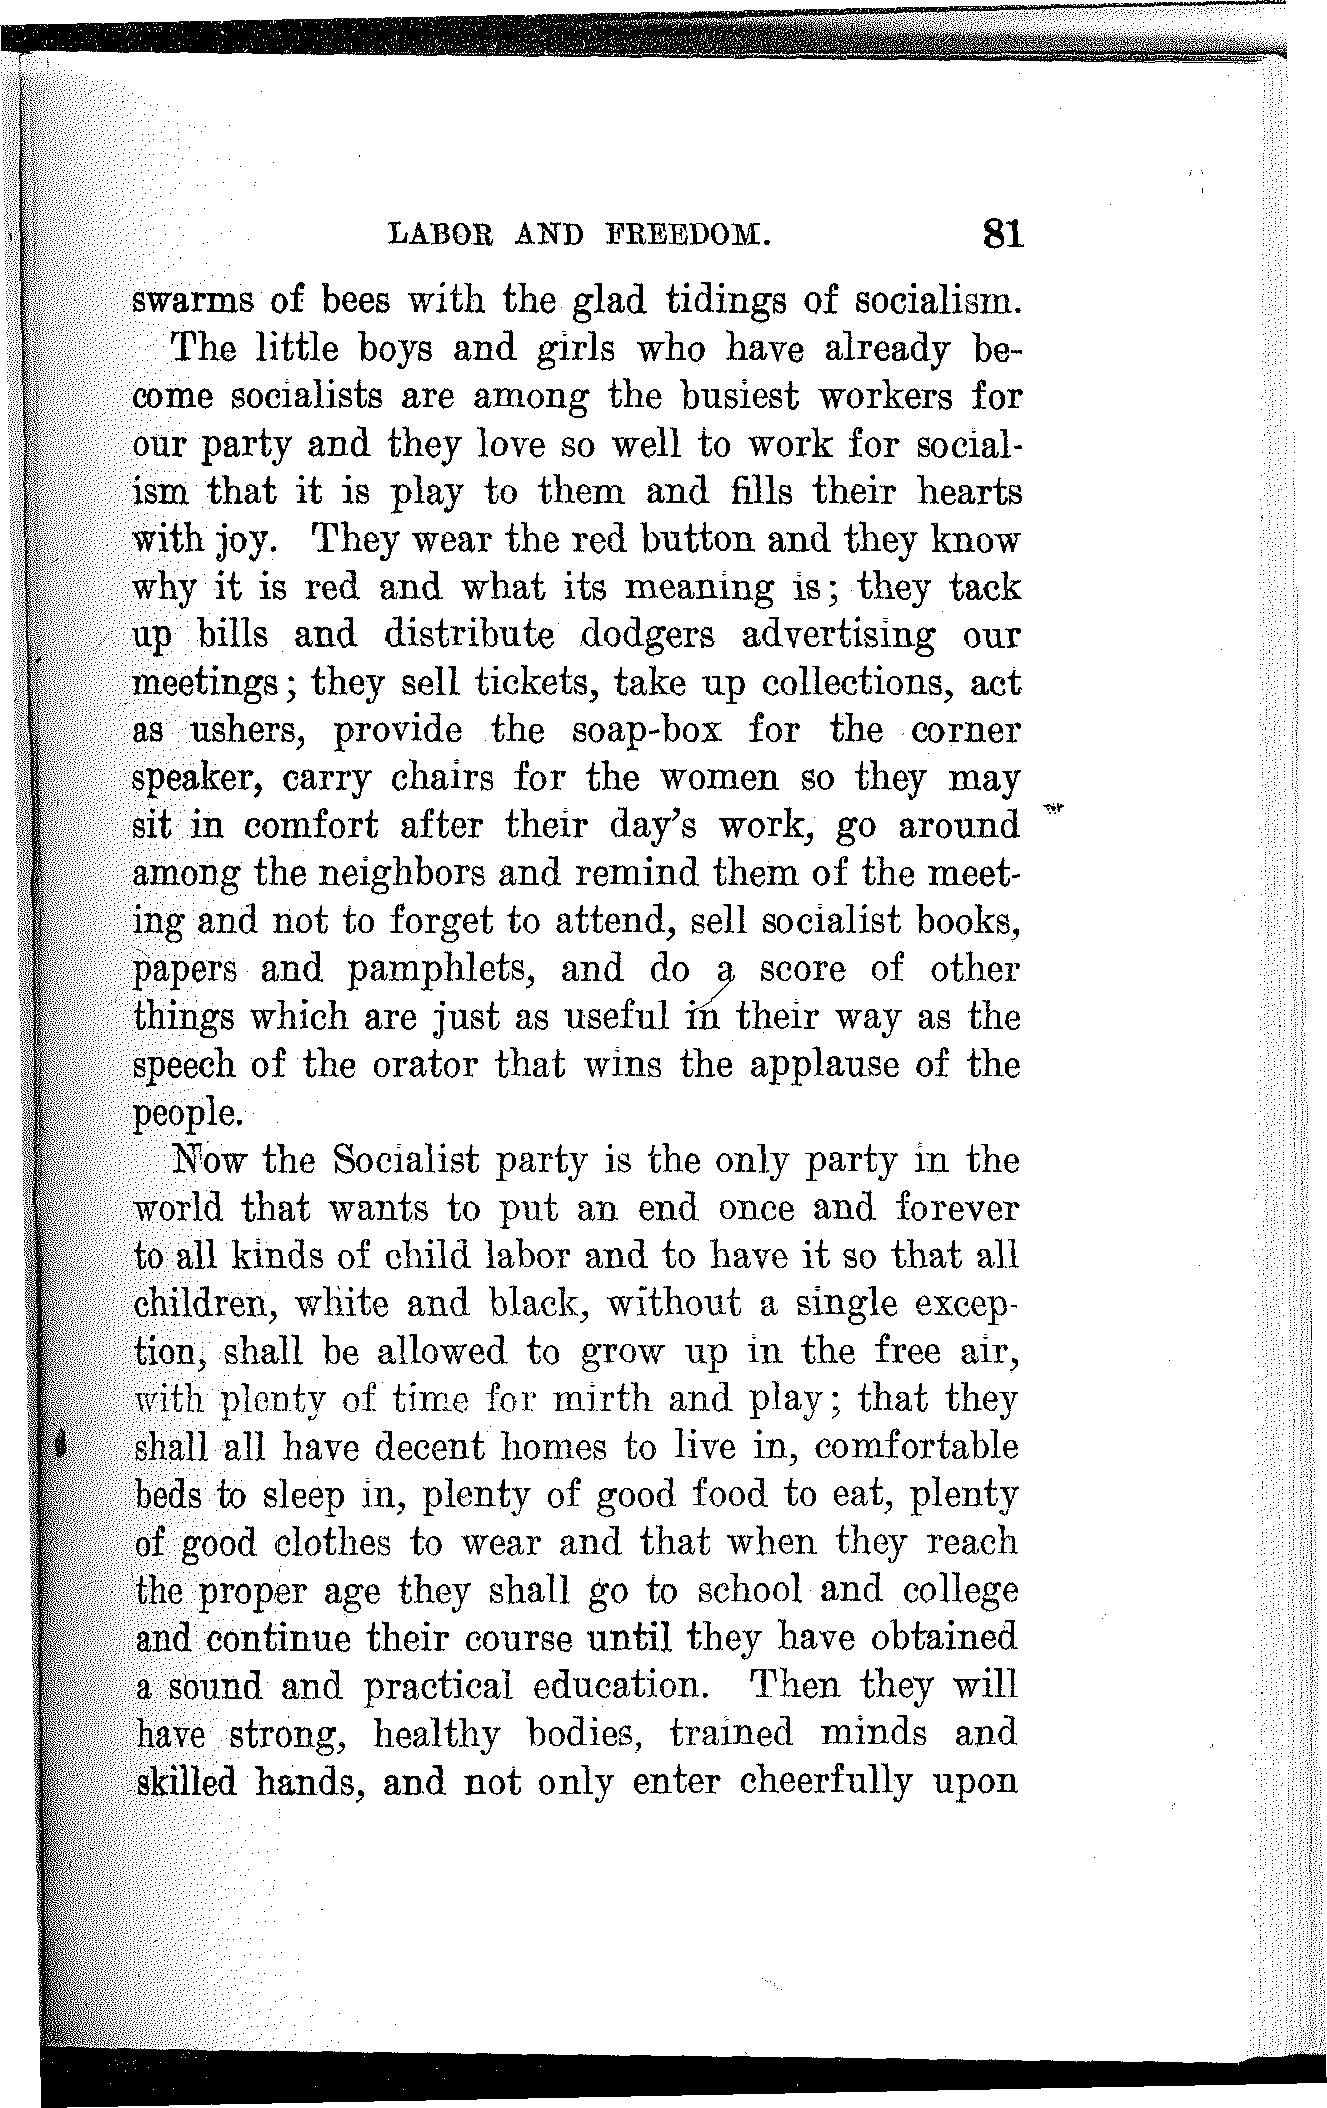 LABOR AND FREEDOM. 81
swarms of bees with the glad tidings of socialism.
The little boys and girls who have already be-
come socialists are among the busiest workers for
our party and they love so well to work for social-
ism that it is play to them and fills their hearts
with joy. They wear the red button and they know
why it is red and what its meaning is; they tack
up bills and distribute dodgers advertising our
meetings; they sell tickets, take up collections, act
as ushers, provide the soap-box for the corner
speaker, carry chairs for the women so they may
sit in comfort after their day's work, go around
among the neighbors and remind them of the meet-
ing and not to forget to attend, sell socialist books,
papers and pamphlets, and do a score of other
things which are just as useful in their way as the
speech of the orator that wins the applause of the
people.
Now the Socialist party is the only party in the
world that wants to put an end once and forever
to all kinds of child labor and to have it so that all
children, white and black, without a single excep-
tion, shall be allowed to grow up in the free air,
with plenty of time for mirth and play; that they
shall all have decent homes to live in, comfortable
beds to sleep in, plenty of good food to eat, plenty
of good clothes to wear and that when they reach
the proper age they shall go to school and college
and continue their course until they have obtained
a sound and practical education. Then they will
have strong, healthy bodies, trained minds and
skilled hands, and not only enter cheerfully upon